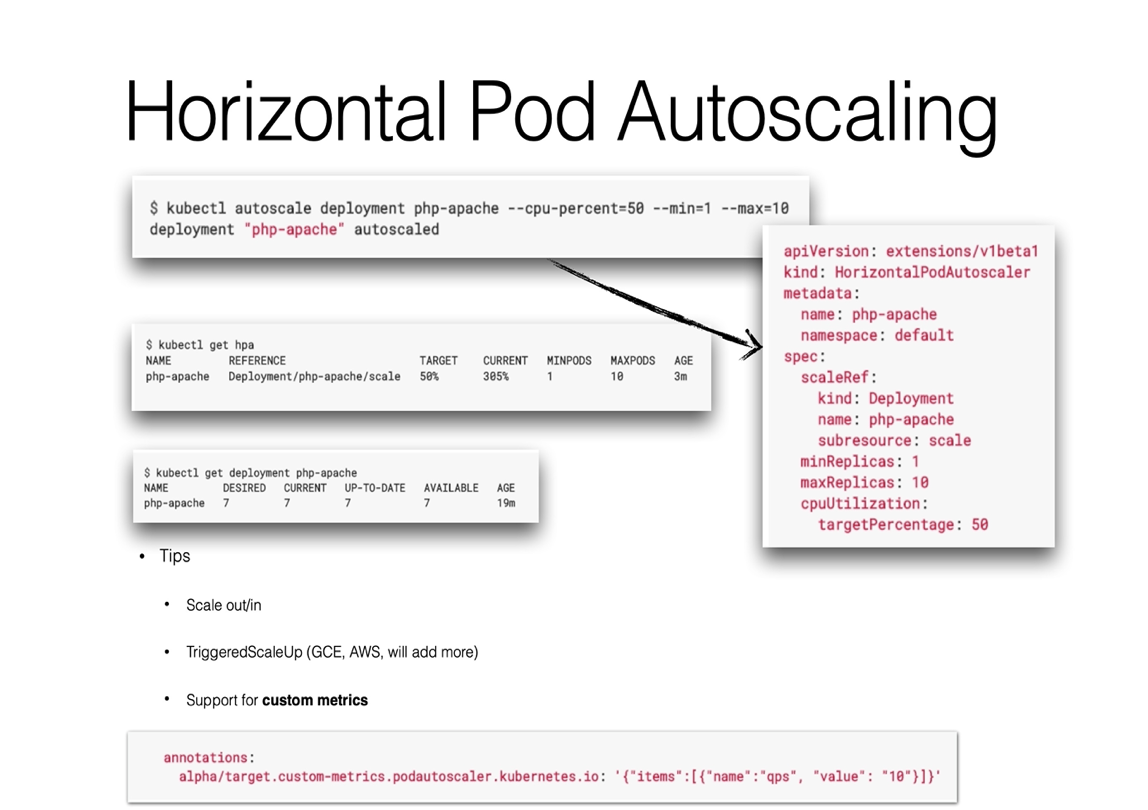 Horizontal Pod Autoscaling
$ kubectl autoscale deployment php-apache --cpu-percent=50 --min=1 --max=10
deployment "php-apache" autoscaled
apiVersion: extensions/v1beta1
kind: HorizontalPodAutoscaler
metadata:
  name: php-apache
  namespace: default
spec:
  scaleRef:
    kind: Deployment
    name: php-apache
    subresource: scale
  minReplicas: 1
  maxReplicas: 10
  cpuUtilization:
    targetPercentage: 50
$ kubectl get hpa
NAME REFERENCE TARGET CURRENT MINPODS MAXPODS AGE
php-apache Deployment/php-apache/scale 50% 305% 1 10 3m
$ kubectl get deployment php-apache
NAME DESIRED CURRENT UP-TO-DATE AVAILABLE AGE
php-apache 7 7 7 7 19m
• Tips
• Scale out/in
• TriggeredScaleUp (GCE, AWS, will add more)
• Support for custom metrics
annotations:
  alpha/target.custom-metrics.podautoscaler.kubernetes.io: '{"items":[{"name":"qps", "value": "10"}]}'